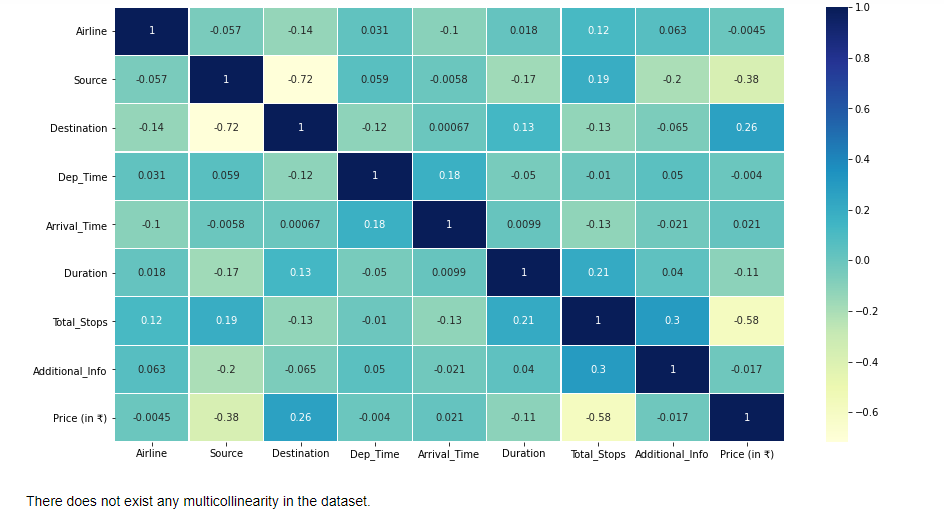 Airline 1 -0.057 -0.14 0.031 -0.1 0.018 0.12 0.063 -0.0045 1.0
Source -0.057 1 -0.72 0.059 -0.0058 -0.17 0.19 -0.2 -0.38 0.8
Destination -0.14 -0.72 1 -0.12 0.00067 0.13 -0.13 -0.065 0.26 0.6
Dep_Time 0.031 0.059 -0.12 1 0.18 -0.05 -0.01 0.05 -0.004 0.4
Arrival_Time -0.1 -0.0058 0.00067 0.18 1 0.0099 -0.13 -0.021 0.021 0.2
Duration 0.018 -0.17 0.13 -0.05 0.0099 1 0.21 0.04 -0.11 0.0
Total_Stops 0.12 0.19 -0.13 -0.01 -0.13 0.21 1 0.3 -0.58 -0.2
Additional_Info 0.063 -0.2 -0.065 0.05 -0.021 0.04 0.3 1 -0.017 -0.4
Price (in ₹) -0.0045 -0.38 0.26 -0.004 0.021 -0.11 -0.58 -0.017 1 -0.6
Airline Source Destination Dep_Time Arrival_Time Duration Total_Stops Additional_Info Price (in ₹)
There does not exist any multicollinearity in the dataset.